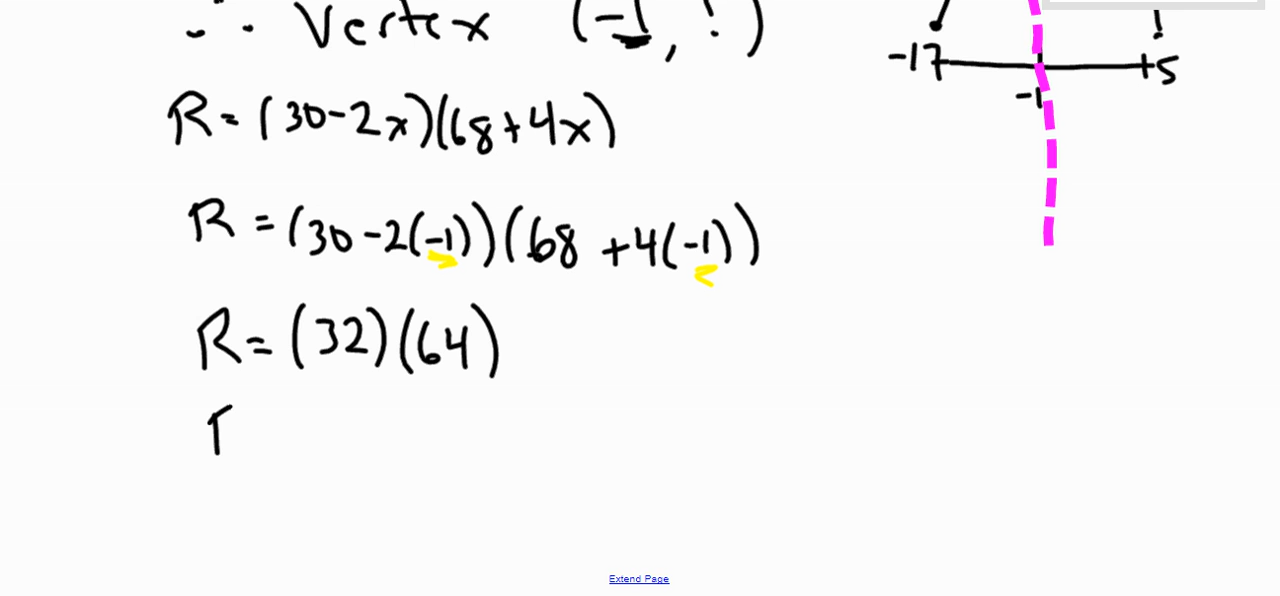 ∴ Vertex (-1, ?)
-17 +5
-1
R = (30-2x)(68+4x)
R = (30-2(-1))(68+4(-1))
R = (32)(64)
Extend Page